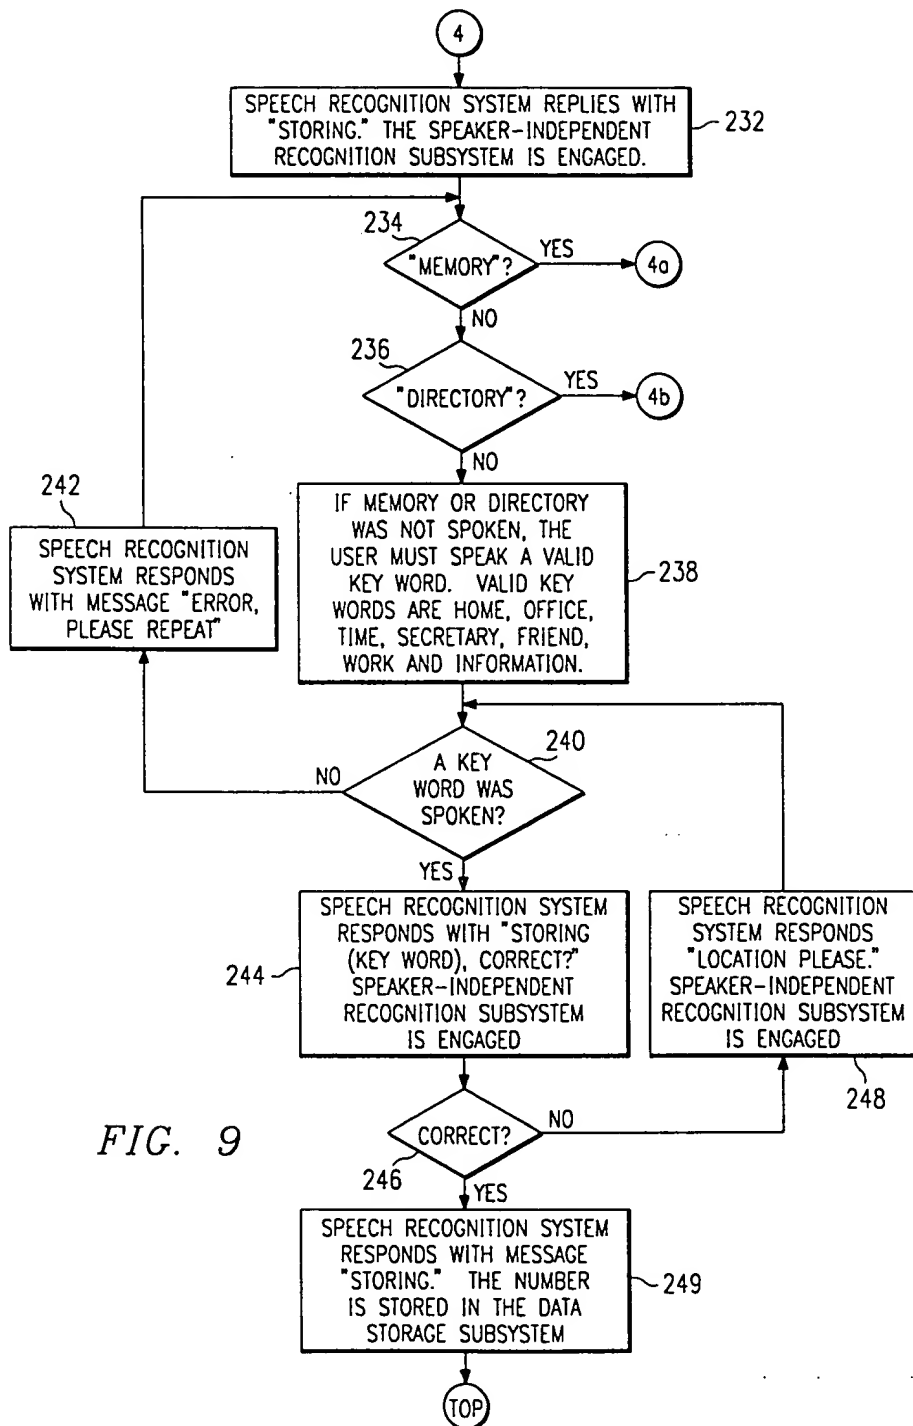 4
SPEECH RECOGNITION SYSTEM REPLIES WITH
"STORING." THE SPEAKER-INDEPENDENT
RECOGNITION SUBSYSTEM IS ENGAGED.
232
234
"MEMORY"?
YES
4a
NO
236
"DIRECTORY"?
YES
4b
NO
242
SPEECH RECOGNITION
SYSTEM RESPONDS
WITH MESSAGE "ERROR,
PLEASE REPEAT"
IF MEMORY OR DIRECTORY
WAS NOT SPOKEN, THE
USER MUST SPEAK A VALID
KEY WORD. VALID KEY
WORDS ARE HOME, OFFICE,
TIME, SECRETARY, FRIEND,
WORK AND INFORMATION.
238
240
A KEY
WORD WAS
SPOKEN?
NO
YES
SPEECH RECOGNITION SYSTEM
RESPONDS WITH "STORING
(KEY WORD), CORRECT?"
SPEAKER-INDEPENDENT
RECOGNITION SUBSYSTEM
IS ENGAGED
244
SPEECH RECOGNITION
SYSTEM RESPONDS
"LOCATION PLEASE."
SPEAKER-INDEPENDENT
RECOGNITION SUBSYSTEM
IS ENGAGED
248
CORRECT?
NO
246
YES
FIG. 9
SPEECH RECOGNITION SYSTEM
RESPONDS WITH MESSAGE
"STORING." THE NUMBER
IS STORED IN THE DATA
STORAGE SUBSYSTEM
249
TOP